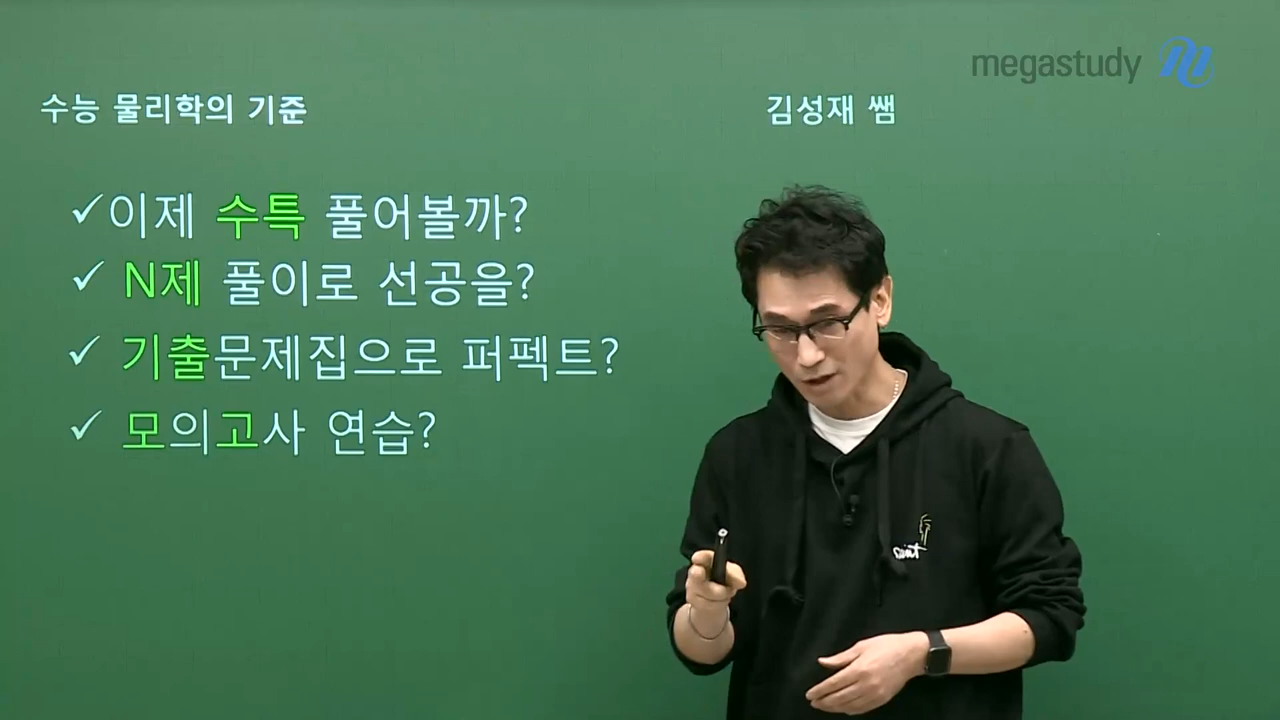 megastudy
수능 물리학의 기준
김성재 쌤
✓이제 수특 풀어볼까?
✓ N제 풀이로 선공을?
✓ 기출문제집으로 퍼펙트?
✓ 모의고사 연습?